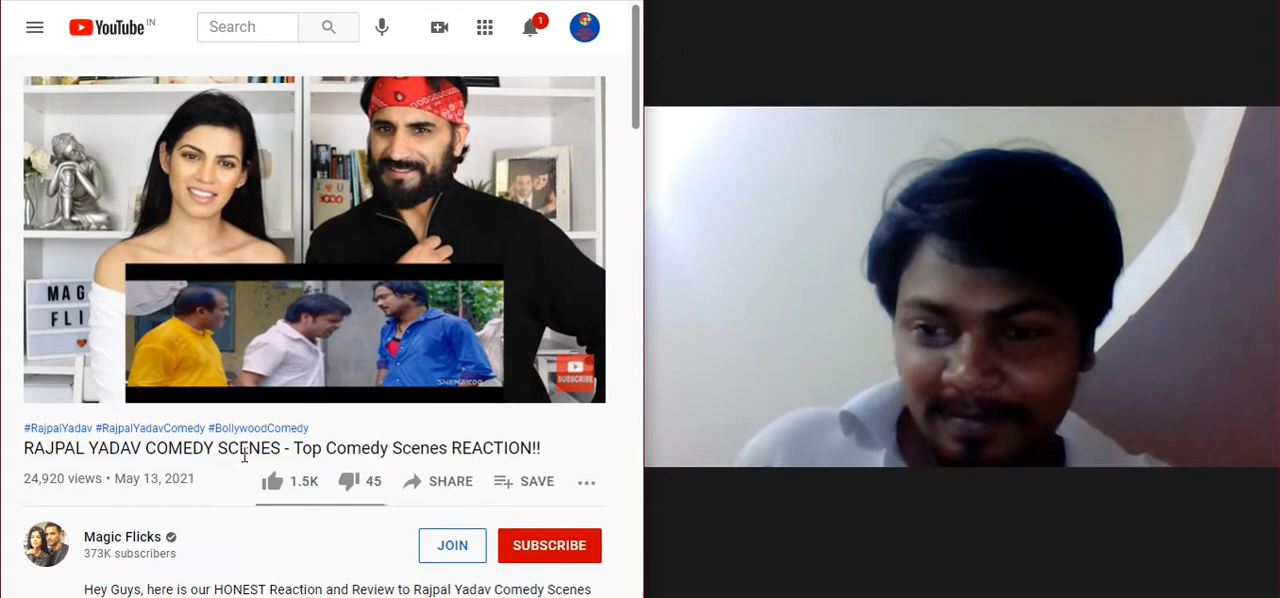 YouTube IN
Search
1
I ♥ U
3000
MAG
FLI
SHEMAROO
SUBSCRIBE
#RajpalYadav #RajpalYadavComedy #BollywoodComedy
RAJPAL YADAV COMEDY SCENES - Top Comedy Scenes REACTION!!
24,920 views • May 13, 2021
1.5K
45
SHARE
SAVE
Magic Flicks
373K subscribers
JOIN
SUBSCRIBE
Hey Guys, here is our HONEST Reaction and Review to Rajpal Yadav Comedy Scenes